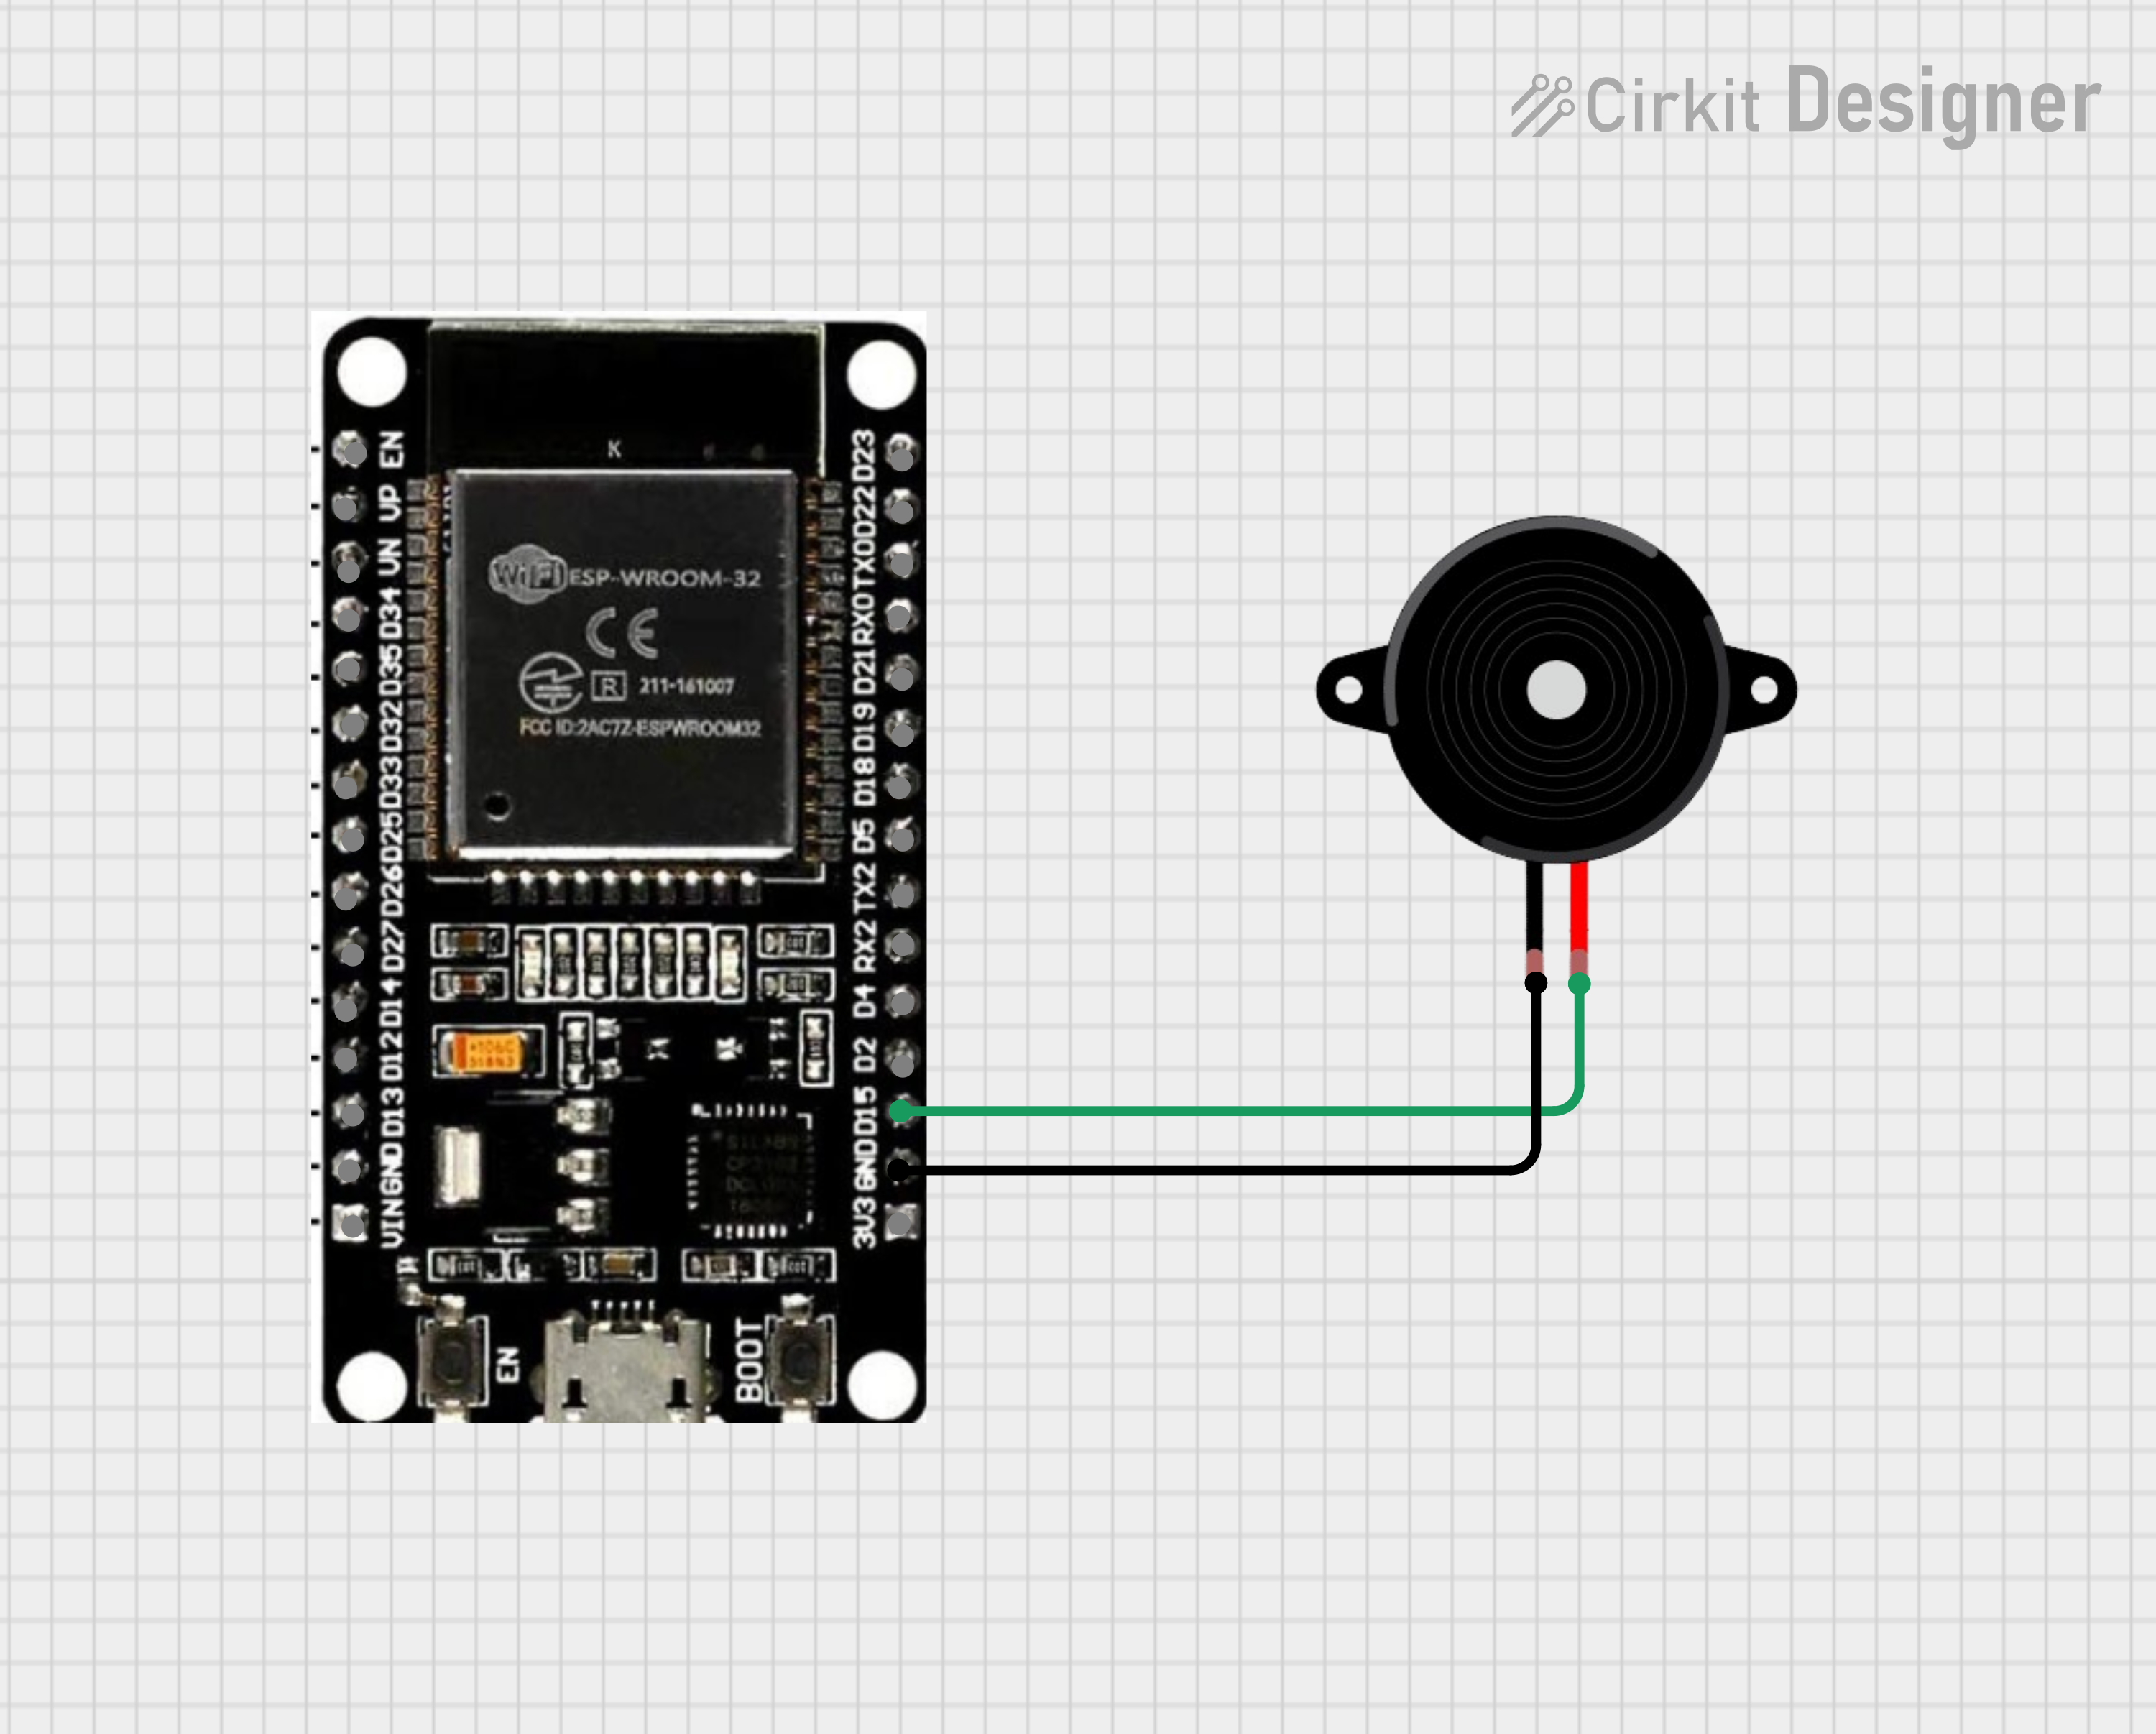 Cirkit Designer
K
WiFi ESP-WROOM-32
CE
R 211-161007
FCC ID:2AC7Z-ESPWROOM32
EN
VP
VN
D34
D35
D32
D33
D25
D26
D27
D14
D12
D13
GND
VIN
D23
D22
TX0
RX0
D21
D19
D18
D5
TX2
RX2
D4
D2
D15
GND
3V3
EN
BOOT